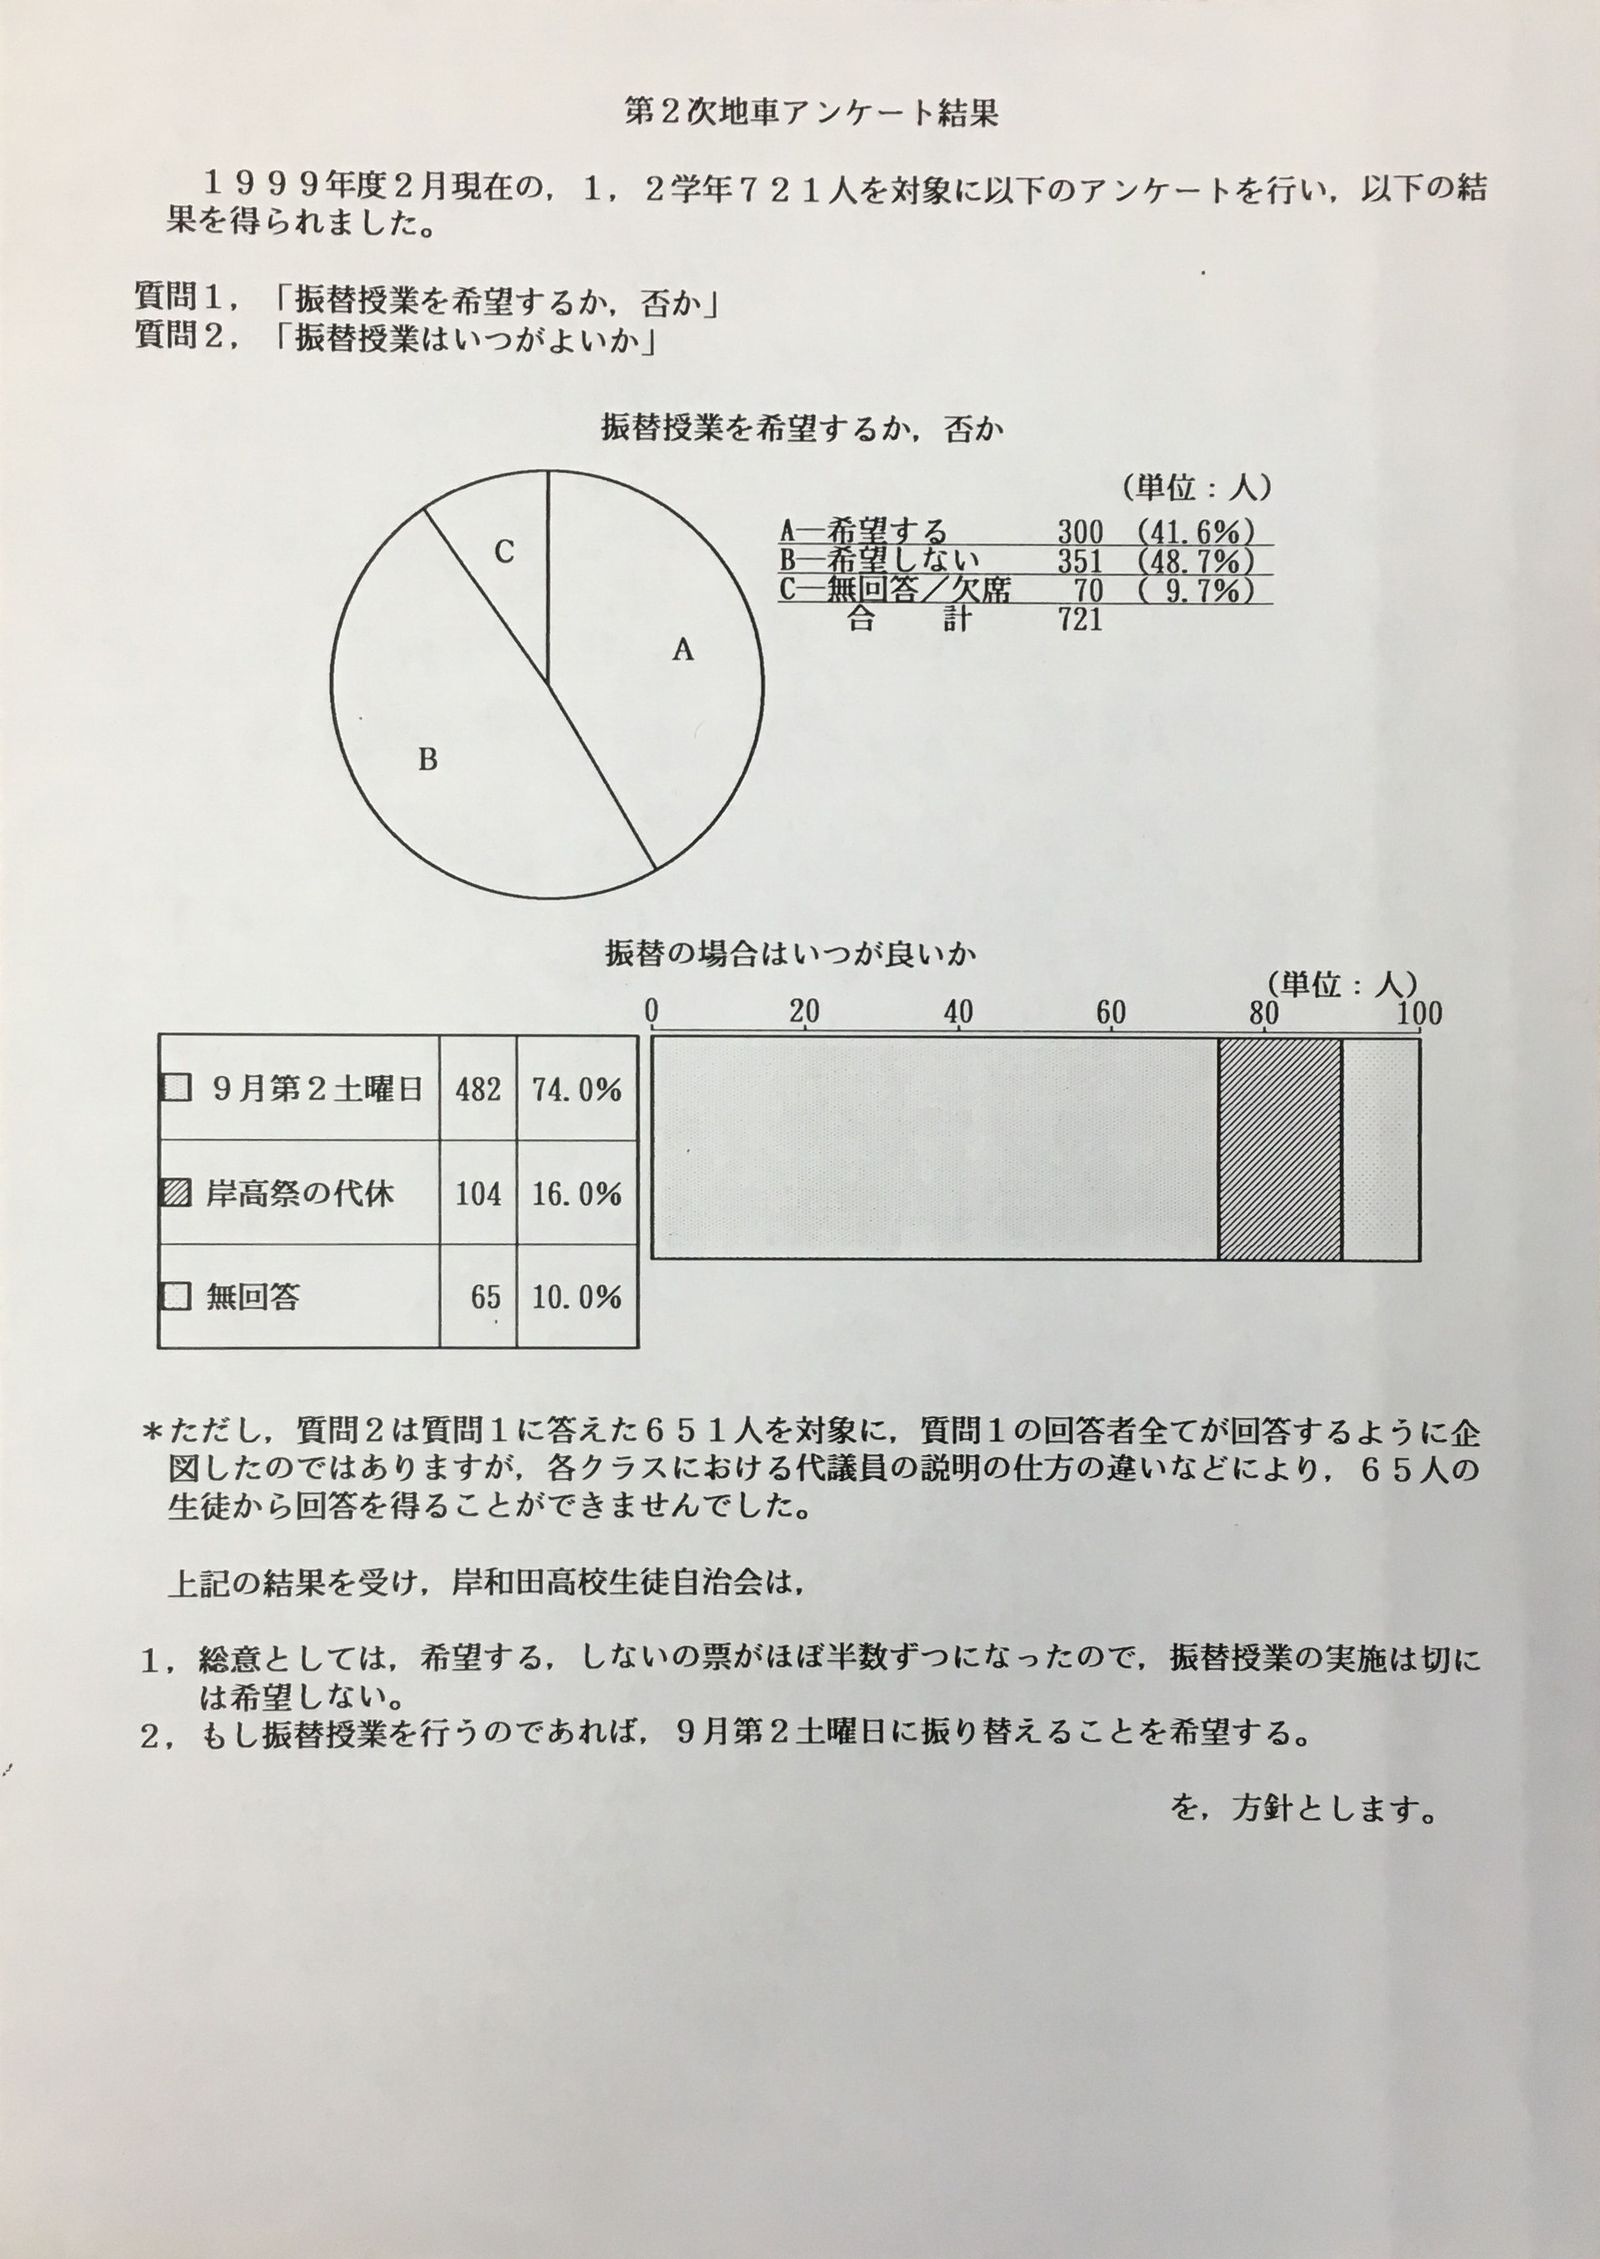 第２次地車アンケート結果
１９９９年度２月現在の，１，２学年７２１人を対象に以下のアンケートを行い，以下の結
果を得られました。
質問１，「振替授業を希望するか，否か」
質問２，「振替授業はいつがよいか」
振替授業を希望するか，否か
（単位：人）
A―希望する 300 (41.6%)
B―希望しない 351 (48.7%)
C―無回答／欠席 70 ( 9.7%)
合計 721
C
A
B
振替の場合はいつが良いか
（単位：人）
0 20 40 60 80 100
９月第２土曜日 482 74.0%
岸高祭の代休 104 16.0%
無回答 65 10.0%
＊ただし，質問２は質問１に答えた６５１人を対象に，質問１の回答者全てが回答するように企
図したのではありますが，各クラスにおける代議員の説明の仕方の違いなどにより，６５人の
生徒から回答を得ることができませんでした。
上記の結果を受け，岸和田高校生徒自治会は，
１，総意としては，希望する，しないの票がほぼ半数ずつになったので，振替授業の実施は切に
は希望しない。
２，もし振替授業を行うのであれば，９月第２土曜日に振り替えることを希望する。
を，方針とします。